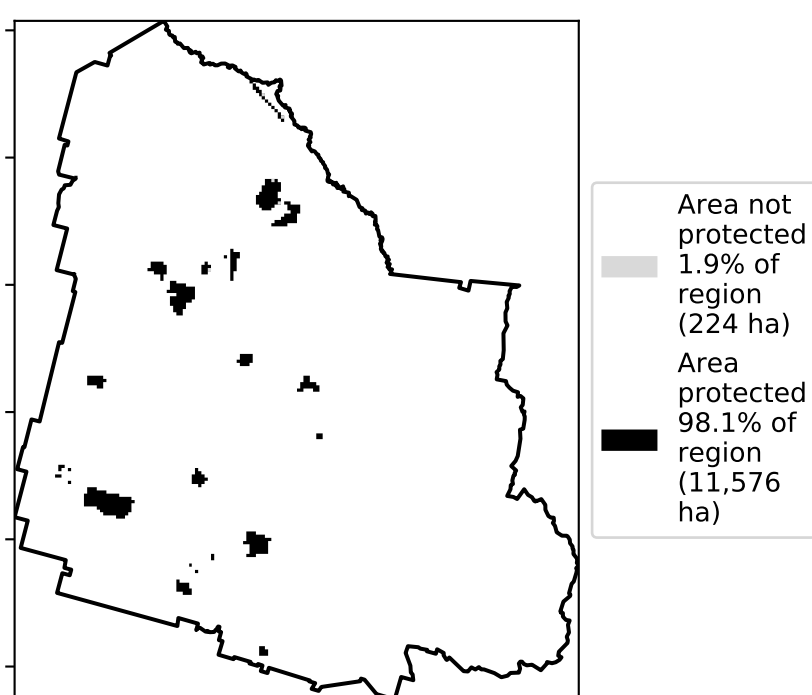 Area not
protected
1.9% of
region
(224 ha)
Area
protected
98.1% of
region
(11,576
ha)